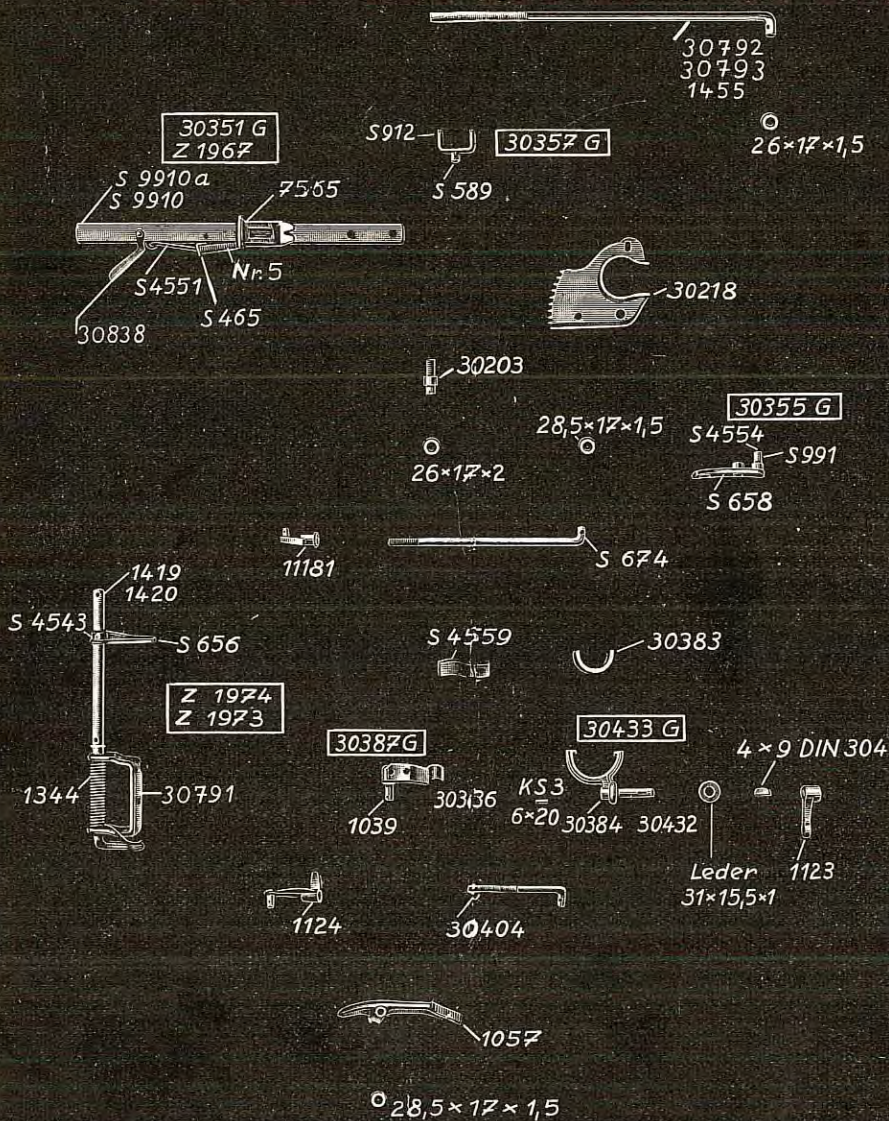 30792
30793
1455
26×17×1,5
30351 G
Z 1967
S912
30357 G
S 589
S 9910a
S 9910
7565
S4551
Nr. 5
S465
30838
30218
30203
26×17×2
28,5×17×1,5
30355 G
S4554
S991
S 658
11181
S 674
1419
1420
S 4543
S 656
Z 1974
Z 1973
1344
30791
S 4559
30383
30387G
1039
30433 G
KS3
6×20
30384
30432
4×9 DIN 304
Leder
31×15,5×1
1123
1124
30404
1057
28,5×17×1,5